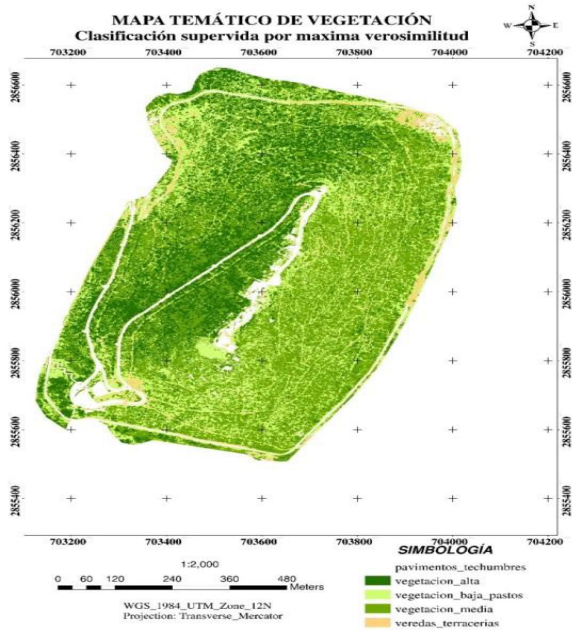 MAPA TEMÁTICO DE VEGETACIÓN
Clasificación supervida por maxima verosimilitud
N
W E
S
703200 703400 703600 703800 704000 704200
2856600 2856600
2856400 2856400
2856200 2856200
2856000 2856000
2855800 2855800
2855600 2855600
2855400 2855400
703200 703400 703600 703800 704000 704200
SIMBOLOGÍA
pavimentos_techumbres
vegetacion_alta
vegetacion_baja_pastos
vegetacion_media
veredas_terracerias
1:2,000
0 60 120 240 360 480
Meters
WGS_1984_UTM_Zone_12N
Projection: Transverse_Mercator